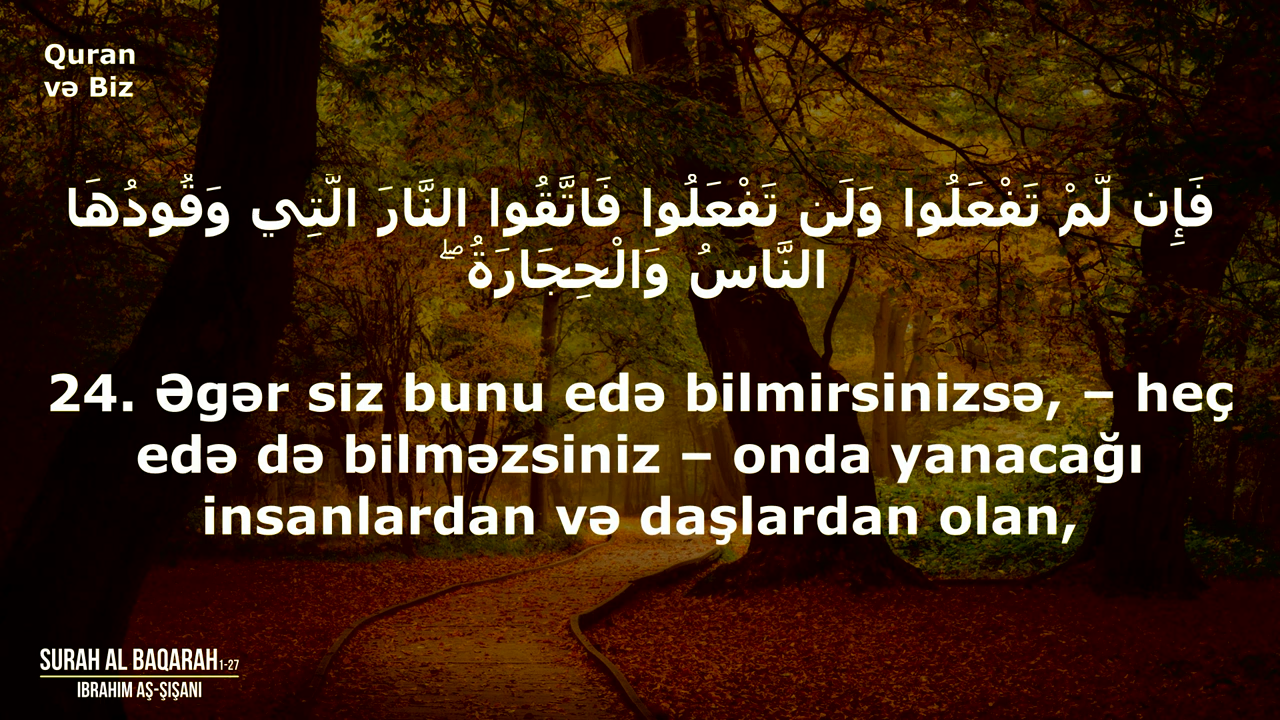 Quran
və Biz
فَإِن لَّمْ تَفْعَلُوا وَلَن تَفْعَلُوا فَاتَّقُوا النَّارَ الَّتِي وَقُودُهَا
النَّاسُ وَالْحِجَارَةُ ۖ
24. Əgər siz bunu edə bilmirsinizsə, – heç
edə də bilməzsiniz – onda yanacağı
insanlardan və daşlardan olan,
SURAH AL BAQARAH 1-27
IBRAHIM AŞ-ŞIŞANI